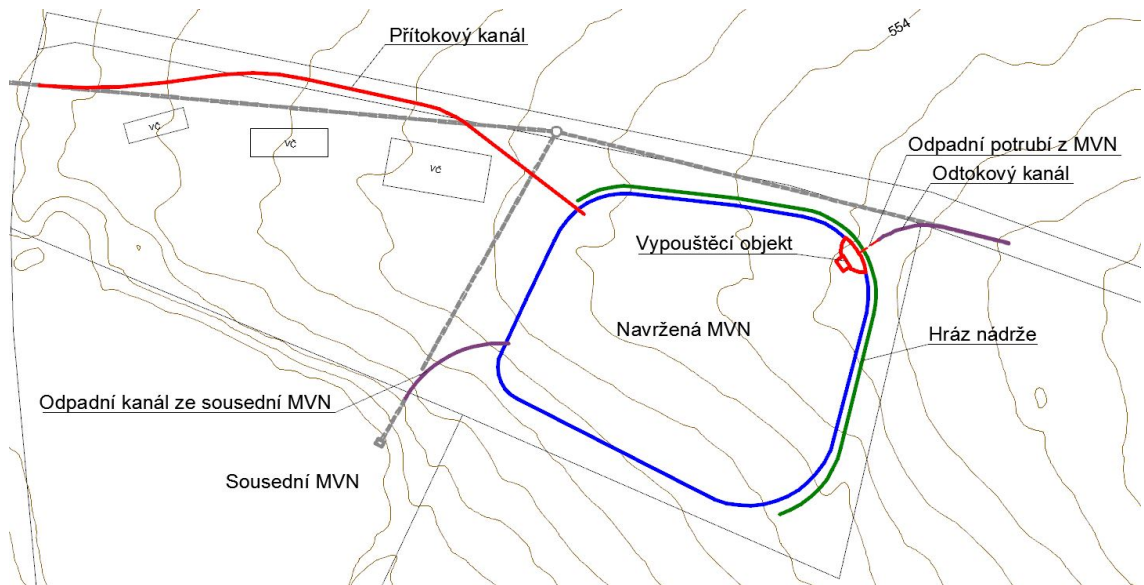 554
Přítokový kanál
VČ
VČ
VČ
Odpadní potrubí z MVN
Odtokový kanál
Vypouštěcí objekt
Navržená MVN
Hráz nádrže
Odpadní kanál ze sousední MVN
Sousední MVN